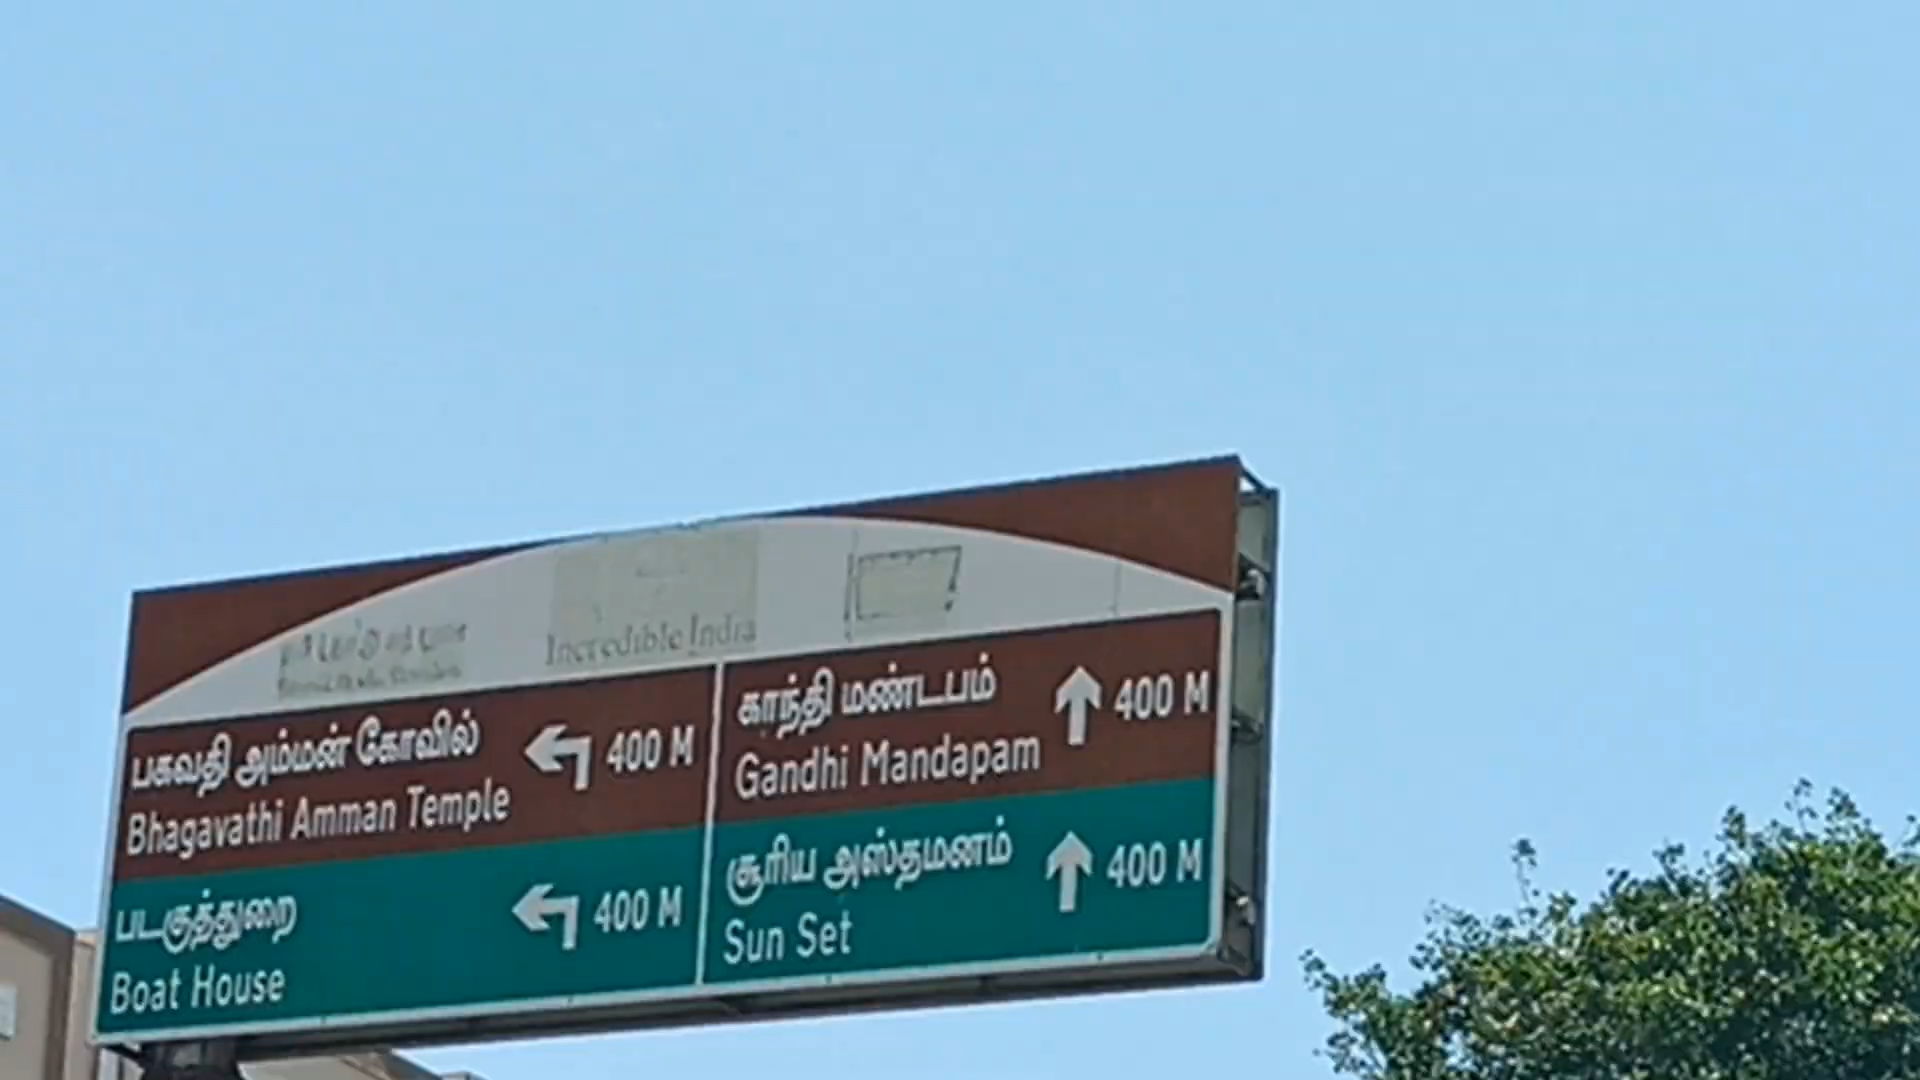 Incredible India
பகவதி அம்மன் கோவில்
Bhagavathi Amman Temple
400 M
படகுத்துறை
Boat House
400 M
காந்தி மண்டபம்
Gandhi Mandapam
400 M
சூரிய அஸ்தமனம்
Sun Set
400 M